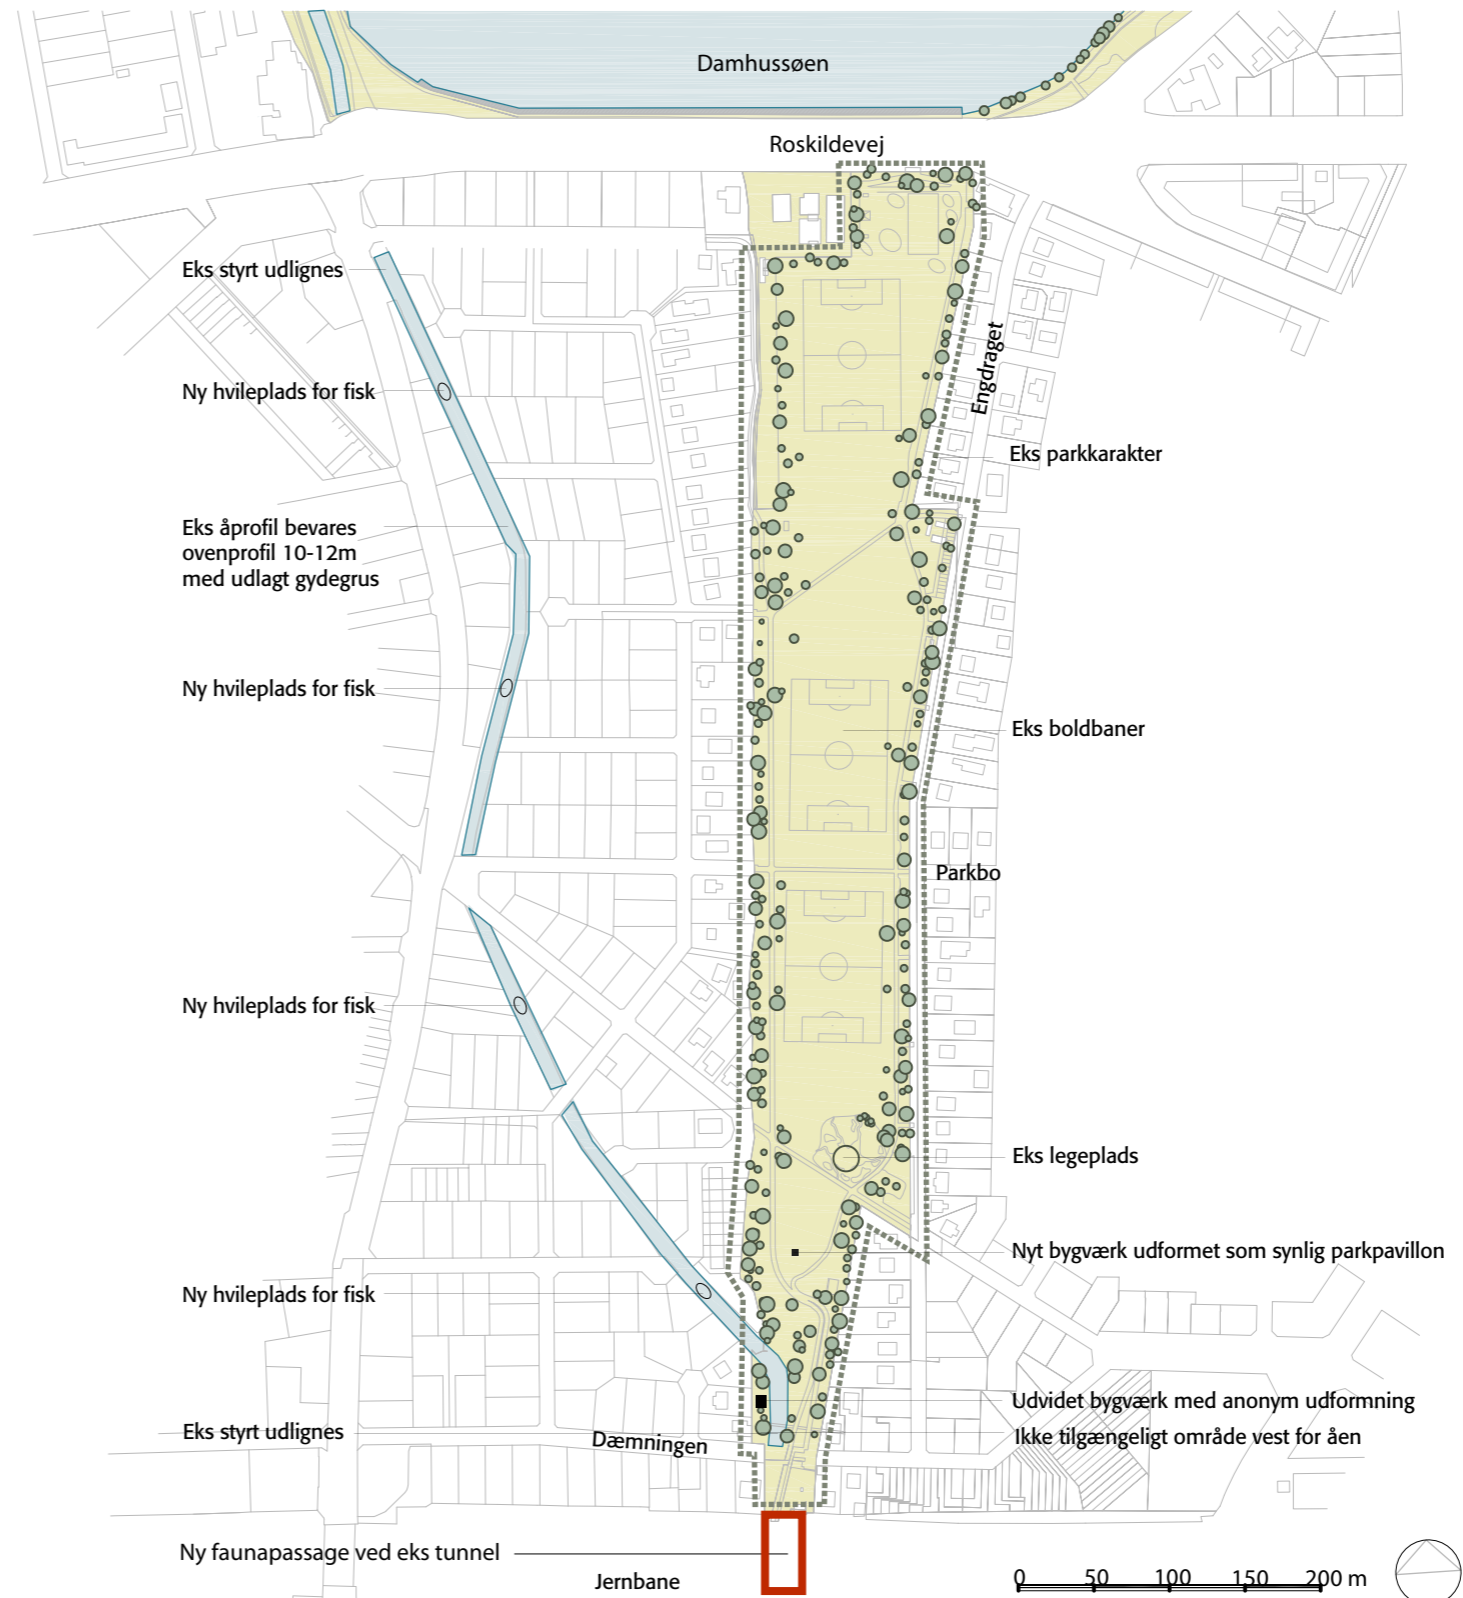 Damhussøen
Roskildevej
Eks styrt udlignes
Ny hvileplads for fisk
Engdraget
Eks parkkarakter
Eks åprofil bevares
ovenprofil 10-12m
med udlagt gydegrus
Ny hvileplads for fisk
Eks boldbaner
Parkbo
Ny hvileplads for fisk
Eks legeplads
Nyt bygværk udformet som synlig parkpavillon
Ny hvileplads for fisk
Udvidet bygværk med anonym udformning
Eks styrt udlignes
Dæmningen
Ikke tilgængeligt område vest for åen
Ny faunapassage ved eks tunnel
Jernbane
0 50 100 150 200 m